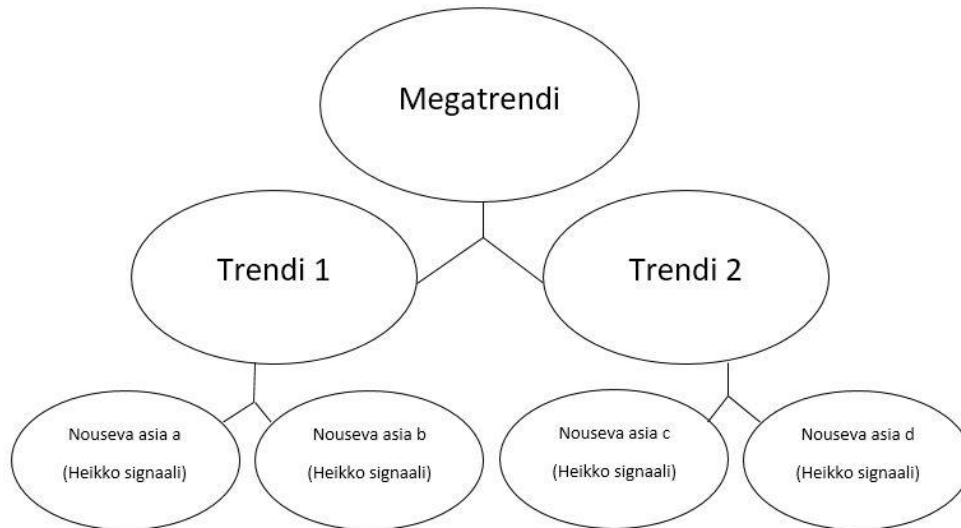 Megatrendi
Trendi 1
Trendi 2
Nouseva asia a
(Heikko signaali)
Nouseva asia b
(Heikko signaali)
Nouseva asia c
(Heikko signaali)
Nouseva asia d
(Heikko signaali)